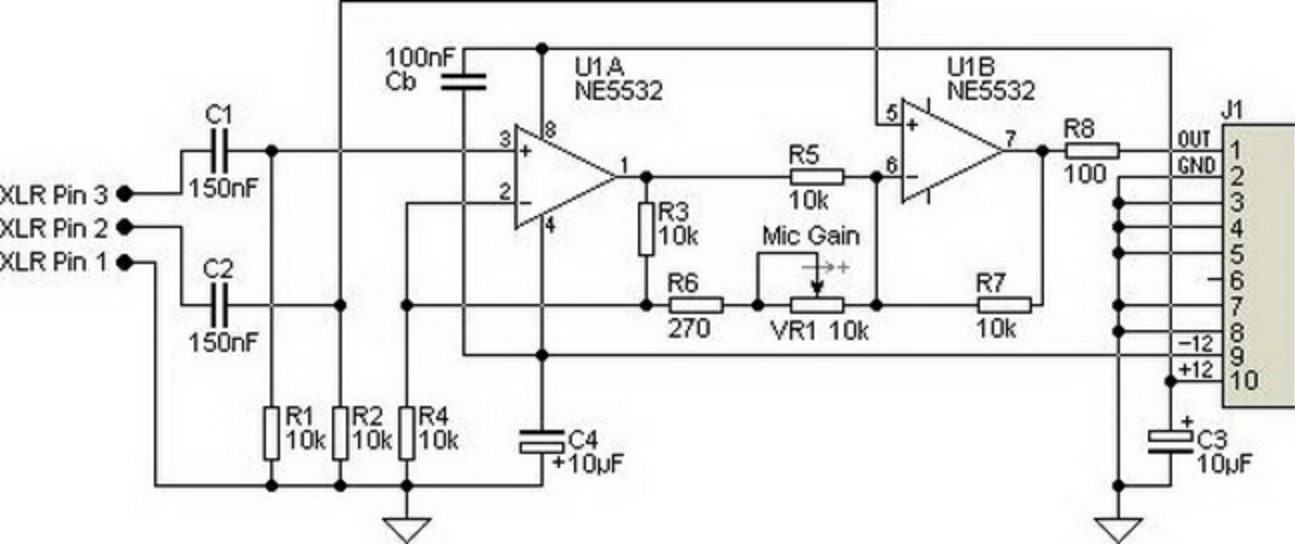 100nF
Cb
U1A
NE5532
U1B
NE5532
J1
C1
150nF
3
+
8
1
2
−
4
R5
10k
5
+
6
−
7
R8
100
OUT
1
GND
2
3
4
5
6
7
8
−12
9
+12
10
XLR Pin 3
XLR Pin 2
XLR Pin 1
R3
10k
Mic Gain
+
C2
150nF
R6
270
VR1 10k
R7
10k
R1
10k
R2
10k
R4
10k
C4
+10µF
+
C3
10µF